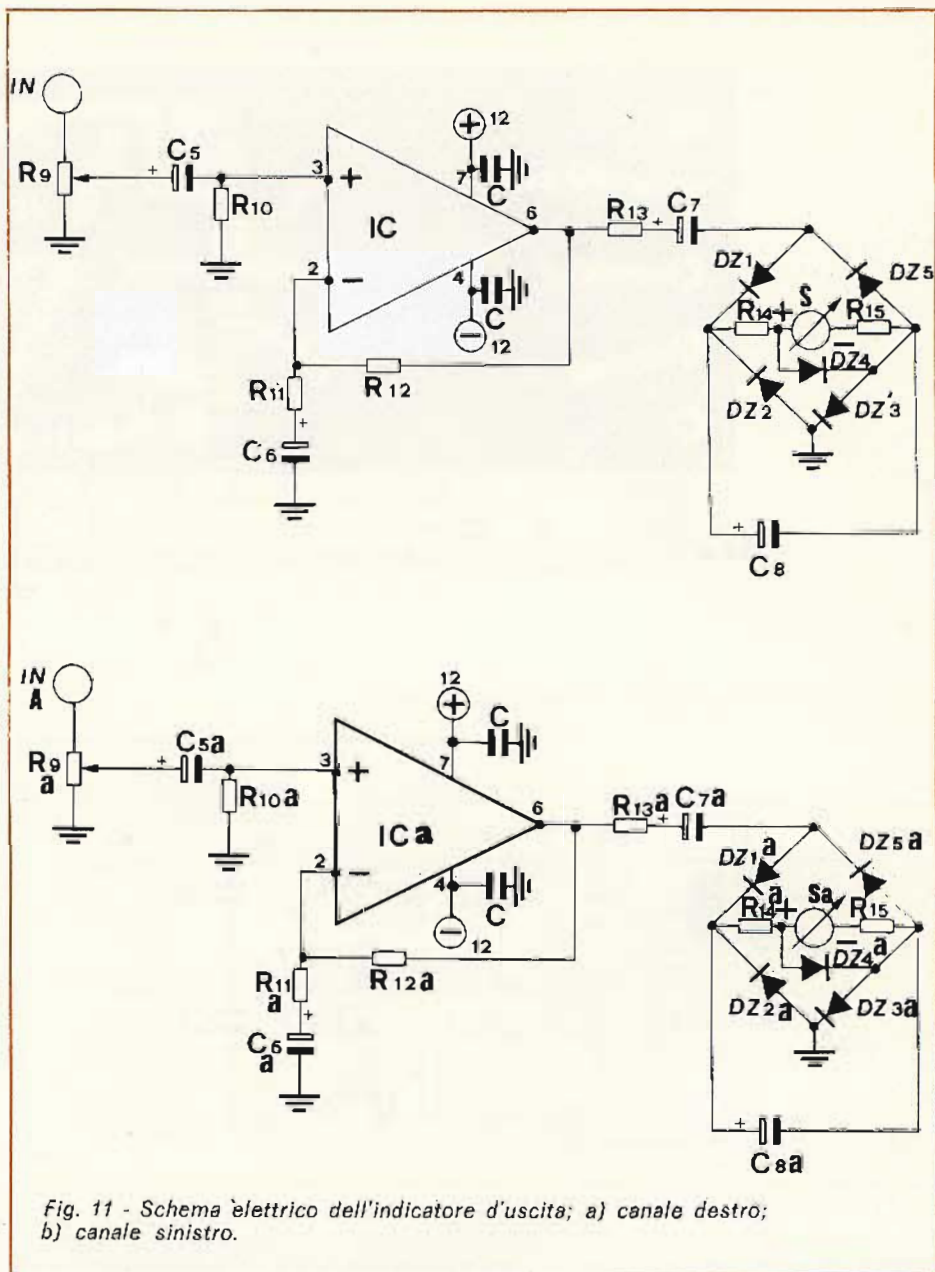 IN
12
C5
3
+
7
C
R9
R10
IC
6
R13
+
C7
2
-
4
C
12
DZ1
DZ5
S
R14
+
-
R15
DZ4
R12
R11
+
C6
DZ2
DZ'3
+
C8
IN
A
12
C5a
3
+
7
C
R9
a
R10a
ICa
6
R13a
+
C7a
2
-
4
C
12
DZ1a
DZ5a
Sa
R14
a
+
-
R15
a
DZ4
R12a
R11
a
+
C6
a
DZ2a
DZ3a
+
C8a
Fig. 11 - Schema elettrico dell'indicatore d'uscita; a) canale destro;
b) canale sinistro.